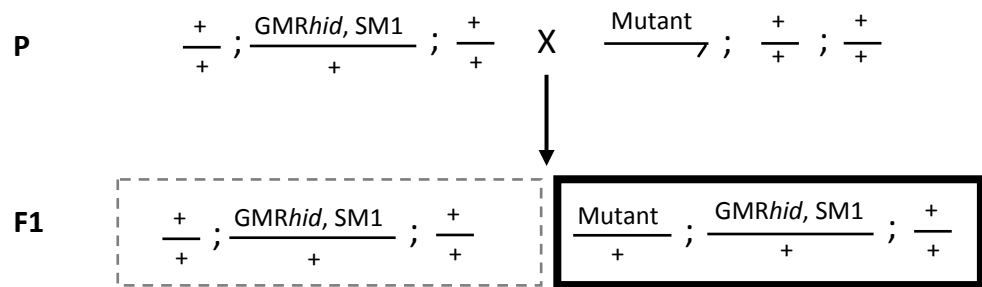 P + ; GMRhid, SM1 ; + X Mutant ; + ; +
+ + + + +
F1 + ; GMRhid, SM1 ; + Mutant ; GMRhid, SM1 ; +
+ + + + + +